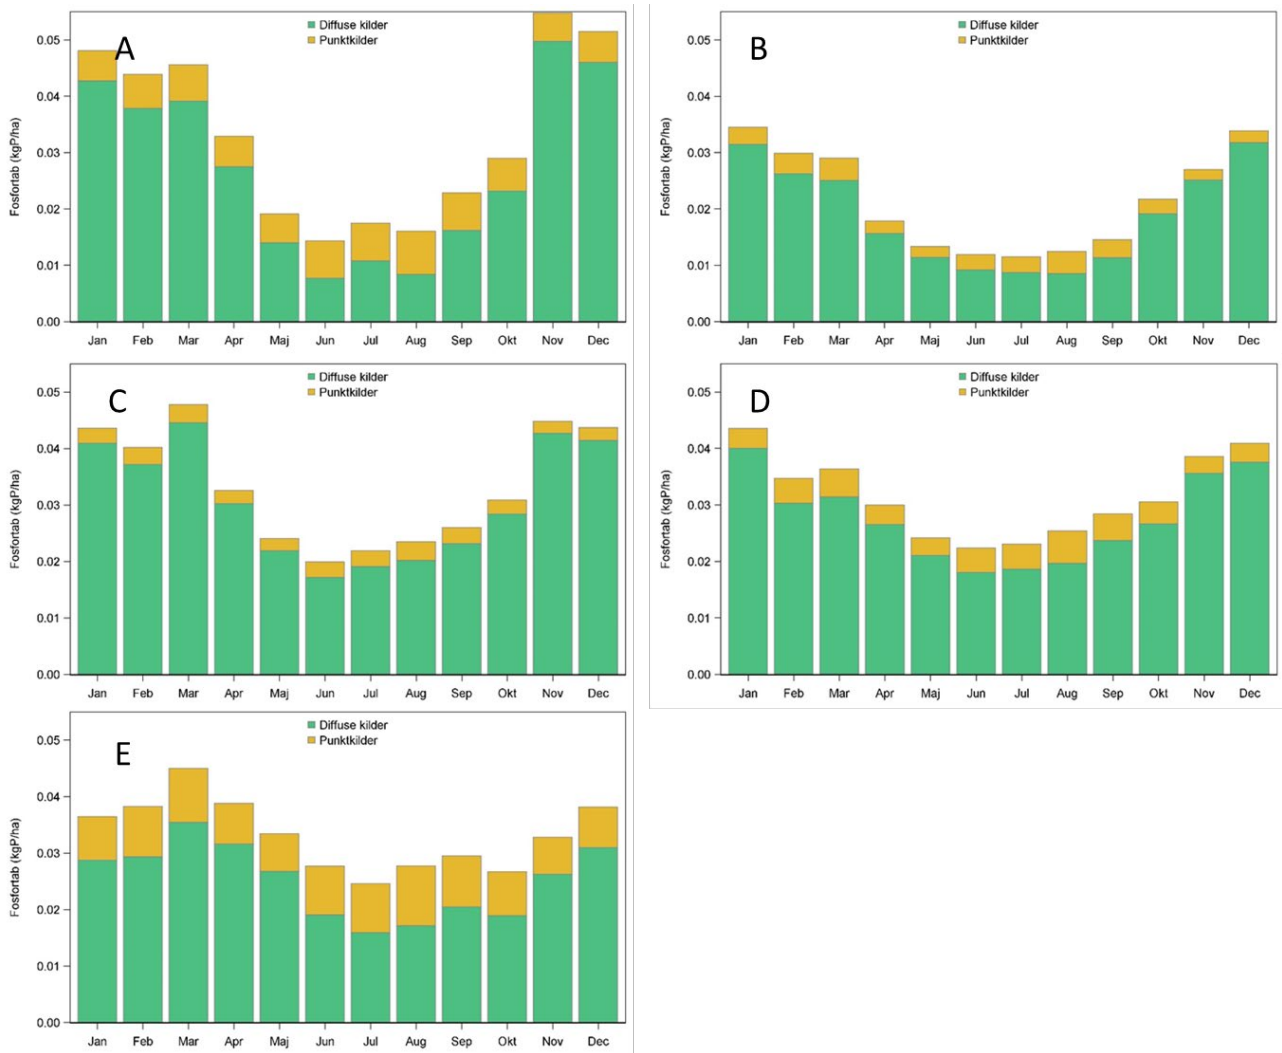 A
Diffuse kilder
Punktkilder
Fosfortab (kgP/ha)
0.05
0.04
0.03
0.02
0.01
0.00
Jan Feb Mar Apr Maj Jun Jul Aug Sep Okt Nov Dec
B
Diffuse kilder
Punktkilder
Fosfortab (kgP/ha)
0.05
0.04
0.03
0.02
0.01
0.00
Jan Feb Mar Apr Maj Jun Jul Aug Sep Okt Nov Dec
C
Diffuse kilder
Punktkilder
Fosfortab (kgP/ha)
0.05
0.04
0.03
0.02
0.01
0.00
Jan Feb Mar Apr Maj Jun Jul Aug Sep Okt Nov Dec
D
Diffuse kilder
Punktkilder
Fosfortab (kgP/ha)
0.05
0.04
0.03
0.02
0.01
0.00
Jan Feb Mar Apr Maj Jun Jul Aug Sep Okt Nov Dec
E
Diffuse kilder
Punktkilder
Fosfortab (kgP/ha)
0.05
0.04
0.03
0.02
0.01
0.00
Jan Feb Mar Apr Maj Jun Jul Aug Sep Okt Nov Dec